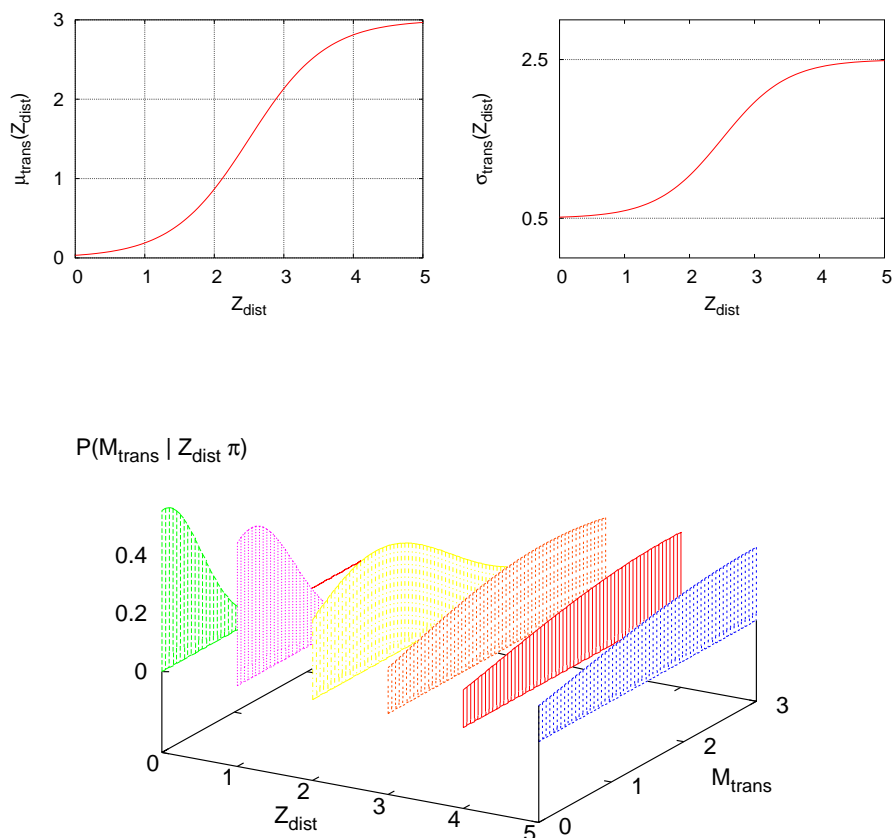 3
2
1
0
μtrans(Zdist)
0 1 2 3 4 5
Zdist
2.5
0.5
σtrans(Zdist)
0 1 2 3 4 5
Zdist
P(Mtrans | Zdist π)
0.4
0.2
0
0 1 2 3 4 5
Zdist
0 1 2 3
Mtrans